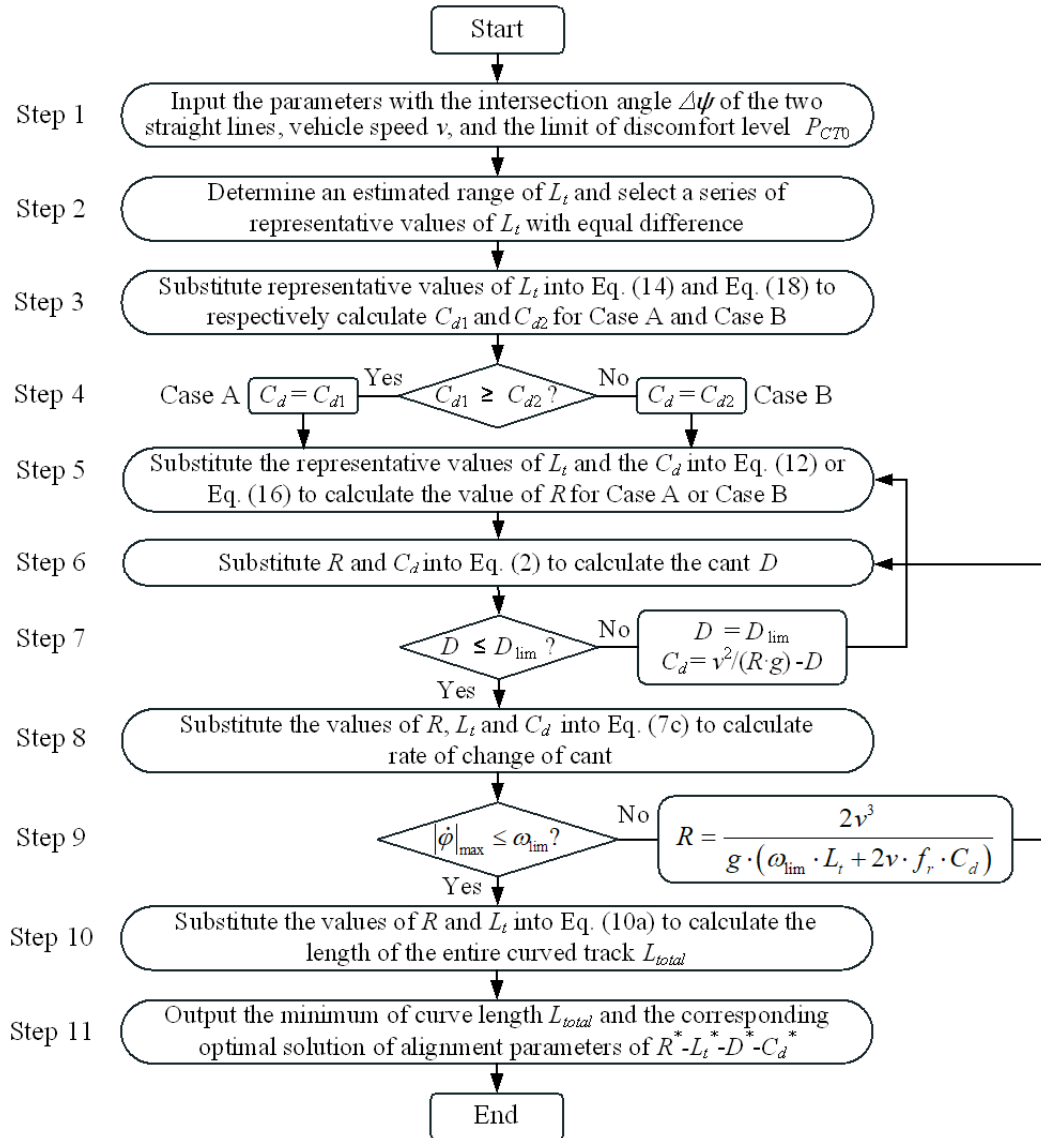 Start
Step 1
Input the parameters with the intersection angle Δψ of the two
straight lines, vehicle speed v, and the limit of discomfort level P_CT0
Step 2
Determine an estimated range of L_t and select a series of
representative values of L_t with equal difference
Step 3
Substitute representative values of L_t into Eq. (14) and Eq. (18) to
respectively calculate C_d1 and C_d2 for Case A and Case B
Step 4
Case A
C_d = C_d1
Yes
C_d1 ≥ C_d2 ?
No
C_d = C_d2
Case B
Step 5
Substitute the representative values of L_t and the C_d into Eq. (12) or
Eq. (16) to calculate the value of R for Case A or Case B
Step 6
Substitute R and C_d into Eq. (2) to calculate the cant D
Step 7
D ≤ D_lim ?
No
D = D_lim
C_d = v²/(R·g) -D
Yes
Step 8
Substitute the values of R, L_t and C_d into Eq. (7c) to calculate
rate of change of cant
Step 9
|φ̇|_max ≤ ω_lim?
No
R = 2v³ / g·(ω_lim · L_t + 2v · f_r · C_d)
Yes
Step 10
Substitute the values of R and L_t into Eq. (10a) to calculate the
length of the entire curved track L_total
Step 11
Output the minimum of curve length L_total and the corresponding
optimal solution of alignment parameters of R*-L_t*-D*-C_d*
End